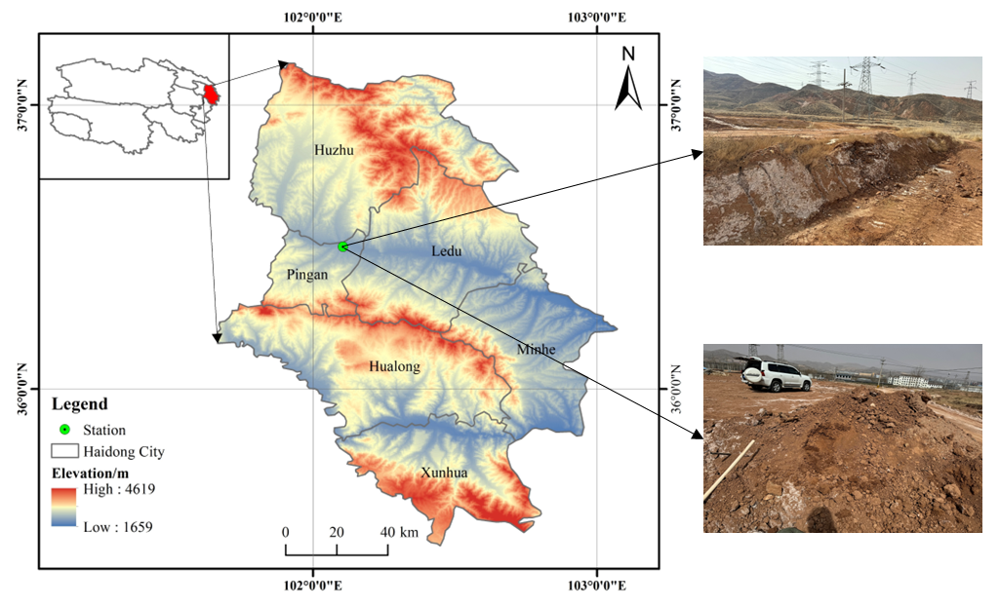 102°0'0"E
103°0'0"E
37°0'0"N
37°0'0"N
N
Huzhu
Ledu
Pingan
Minhe
Hualong
36°0'0"N
36°0'0"N
Xunhua
Legend
Station
Haidong City
Elevation/m
High : 4619
Low : 1659
0 20 40 km
102°0'0"E
103°0'0"E